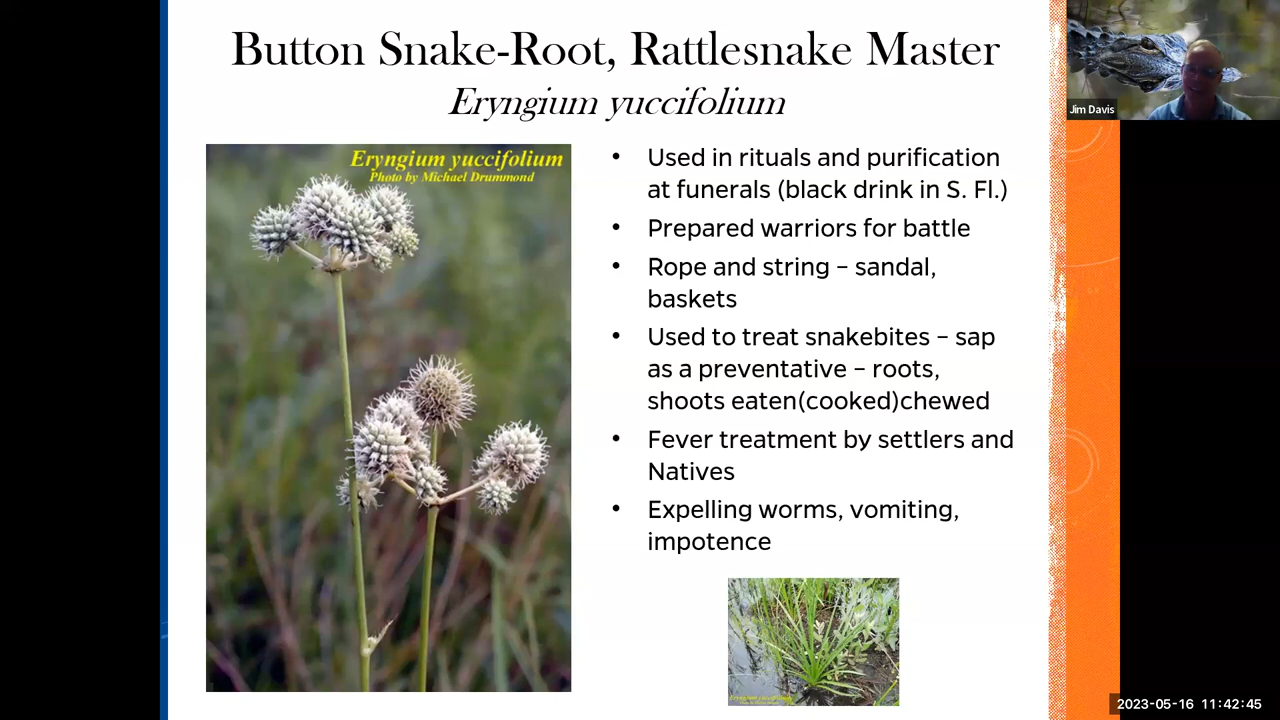 Button Snake-Root, Rattlesnake Master
Eryngium yuccifolium
Eryngium yuccifolium
Photo by Michael Drummond
• Used in rituals and purification
at funerals (black drink in S. Fl.)
• Prepared warriors for battle
• Rope and string – sandal,
baskets
• Used to treat snakebites – sap
as a preventative – roots,
shoots eaten(cooked)chewed
• Fever treatment by settlers and
Natives
• Expelling worms, vomiting,
impotence
Eryngium yuccifolium
Jim Davis
2023-05-16 11:42:45